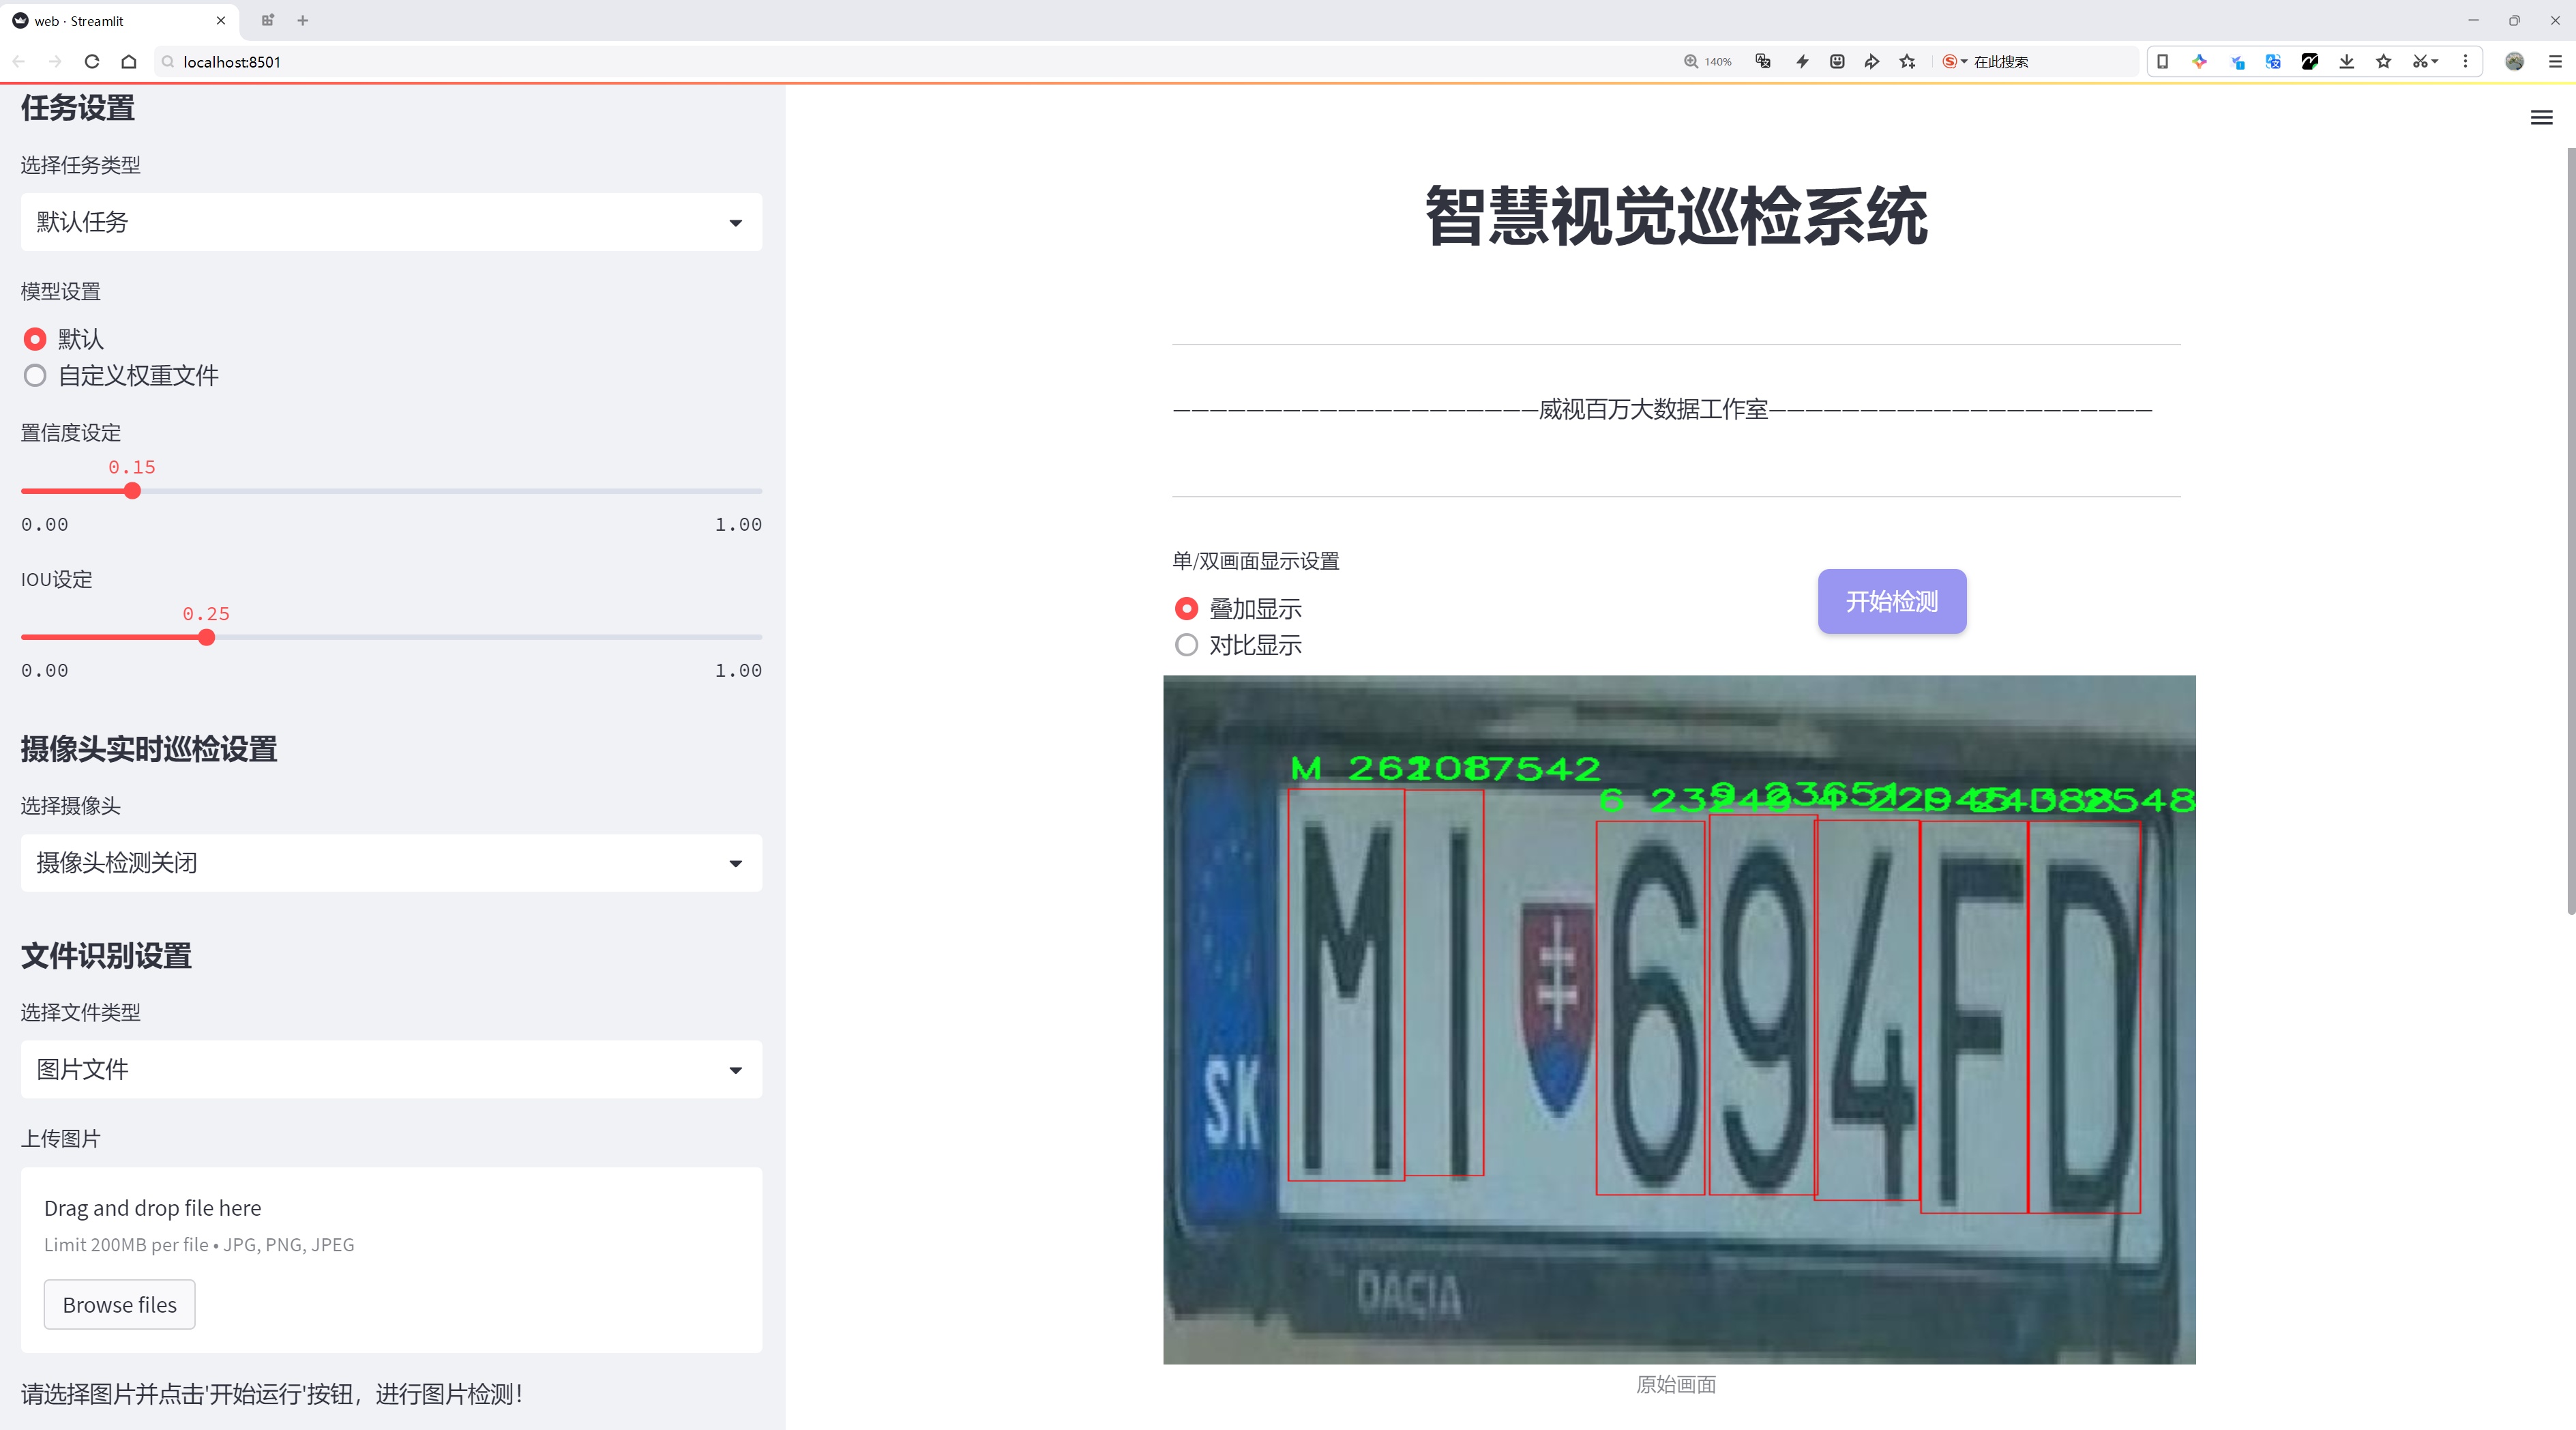 web · Streamlit
localhost:8501
140%
在此搜索
任务设置
选择任务类型
默认任务
模型设置
默认
自定义权重文件
置信度设定
0.15
0.00 1.00
IOU设定
0.25
0.00 1.00
摄像头实时巡检设置
选择摄像头
摄像头检测关闭
文件识别设置
选择文件类型
图片文件
上传图片
Drag and drop file here
Limit 200MB per file • JPG, PNG, JPEG
Browse files
请选择图片并点击'开始运行'按钮，进行图片检测！
智慧视觉巡检系统
————————————————————威视百万大数据工作室—————————————————————
单/双画面显示设置
叠加显示
对比显示
开始检测
M
6
SK
MI 694FD
DACIA
原始画面